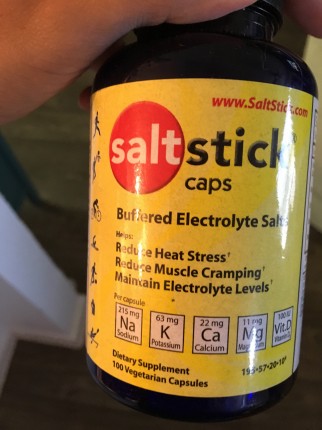 www.SaltStick.com
saltstick®
caps
Buffered Electrolyte Salts
Helps:
Reduce Heat Stress†
Reduce Muscle Cramping†
Maintain Electrolyte Levels†
Per capsule
215 mg 63 mg 22 mg 11 mg 100 IU
Na K Ca Mg Vit.D
Sodium Potassium Calcium
Dietary Supplement
100 Vegetarian Capsules